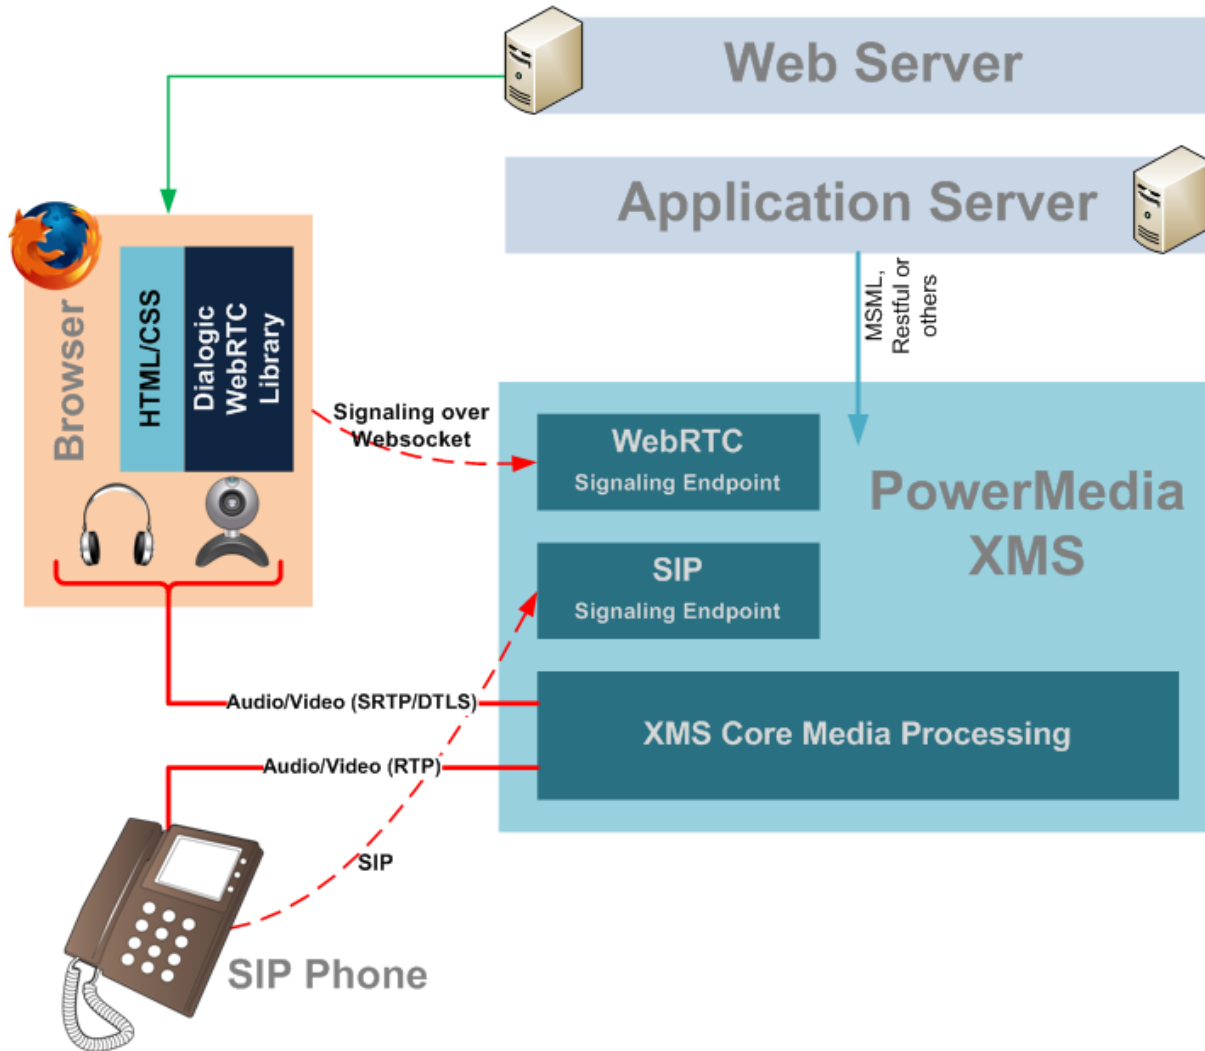 Web Server
Application Server
MSML,
Restful or
others
Browser
HTML/CSS
Dialogic
WebRTC
Library
Signaling over
Websocket
WebRTC
Signaling Endpoint
PowerMedia
XMS
SIP
Signaling Endpoint
Audio/Video (SRTP/DTLS)
XMS Core Media Processing
Audio/Video (RTP)
SIP
SIP Phone